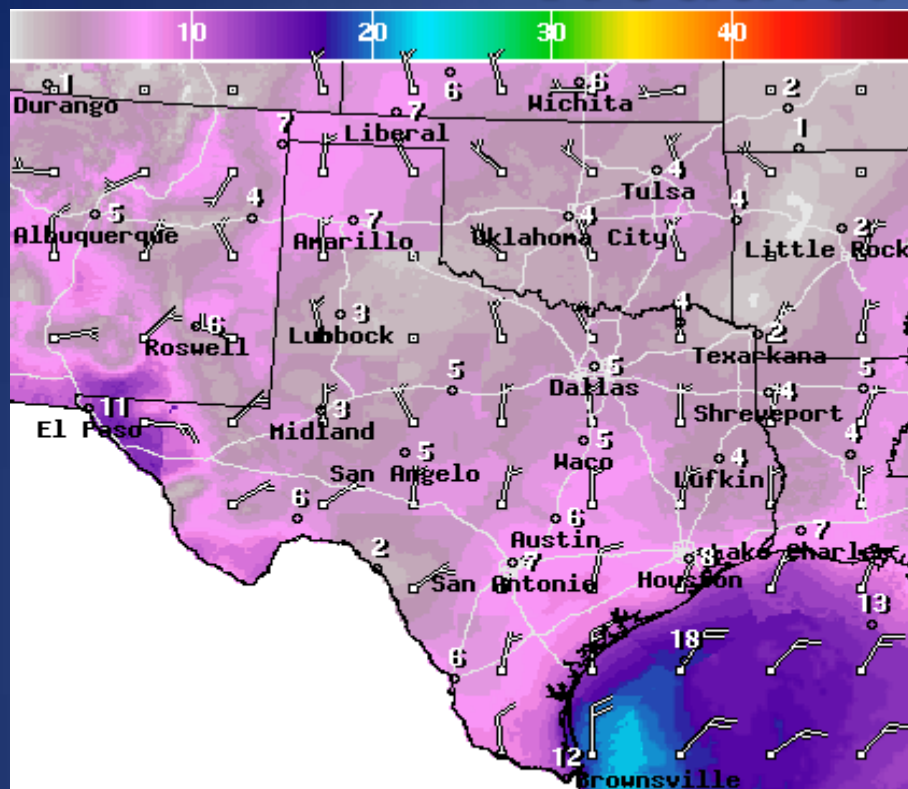 10 20 30 40
1 6 6 2
Durango Wichita
7 7 1
Liberal
4
Tulsa
5 4 7 4 4 2
Albuquerque Amarillo Oklahoma City Little Rock
6 3 4 2
Roswell Lubbock Texarkana
11 3 5 5 4 5
El Paso Midland Dallas Shreveport
5 5 4 4
San Angelo Waco Lufkin
6 6 7
Austin
2 7 8 Lake Charles
San Antonio Houston
13
6 18
12
Brownsville